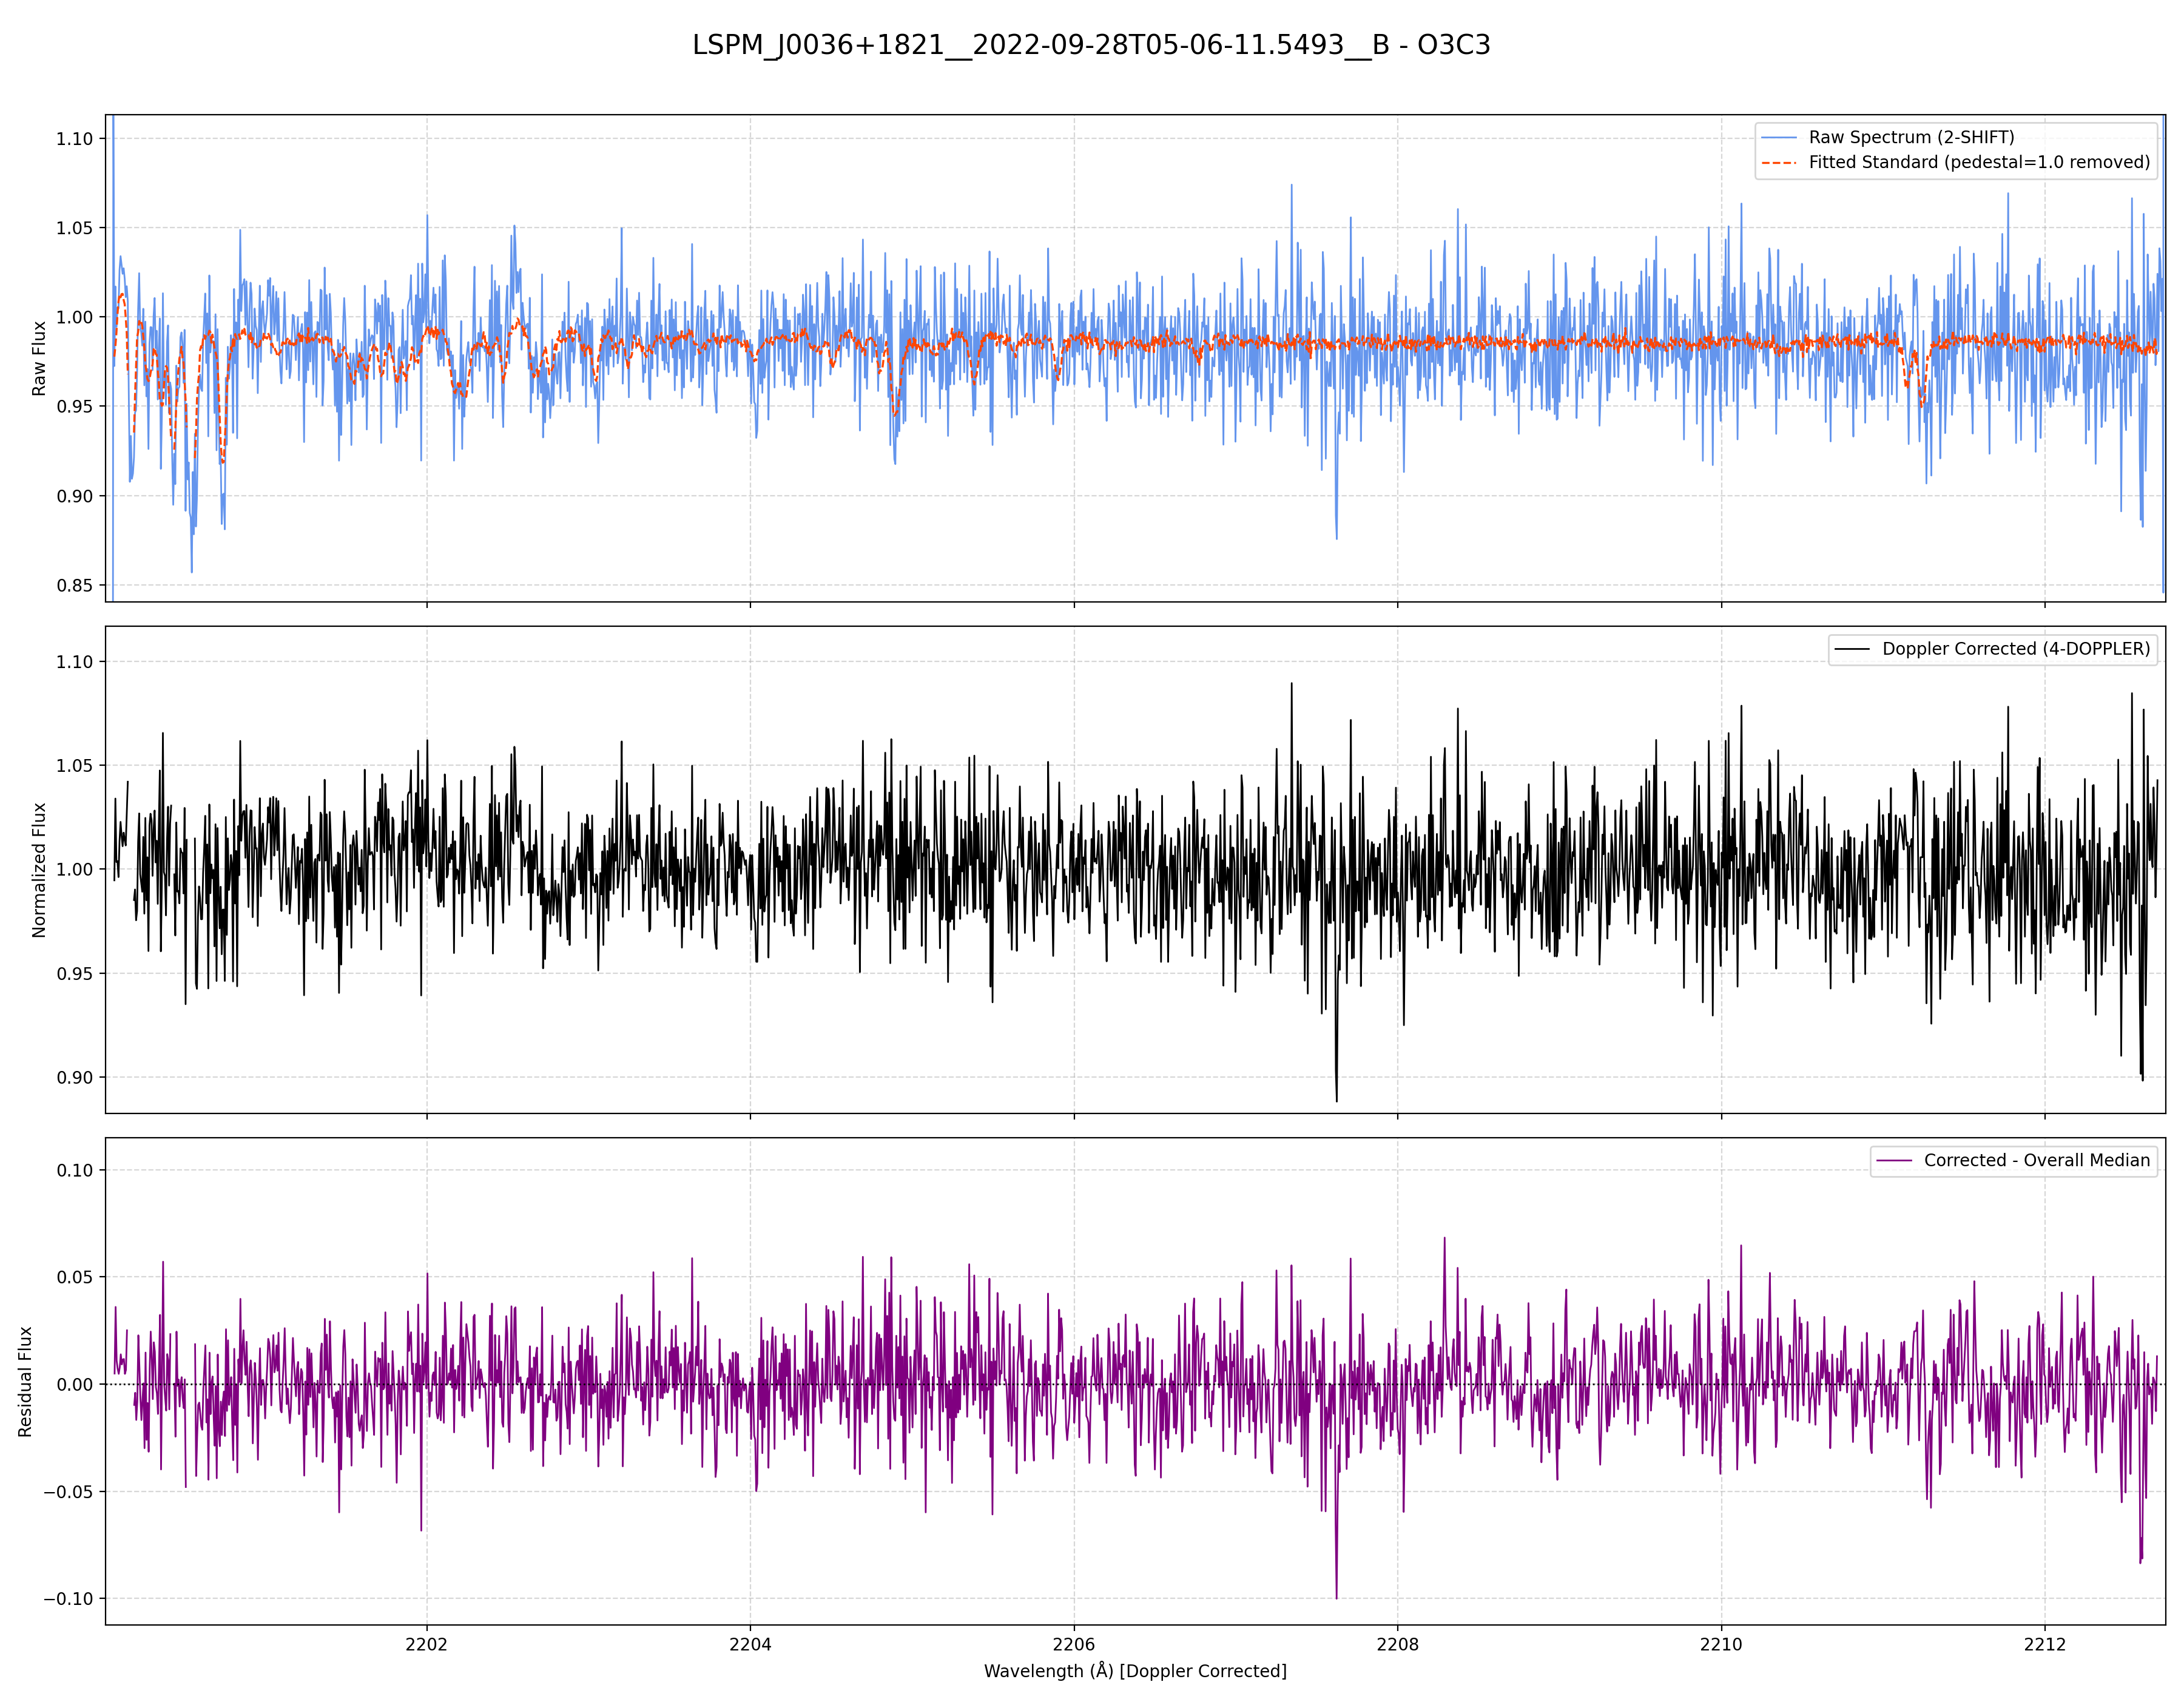 LSPM_J0036+1821__2022-09-28T05-06-11.5493__B - O3C3
Raw Flux
1.10
1.05
1.00
0.95
0.90
0.85
Raw Spectrum (2-SHIFT)
Fitted Standard (pedestal=1.0 removed)
Normalized Flux
1.10
1.05
1.00
0.95
0.90
Doppler Corrected (4-DOPPLER)
Residual Flux
0.10
0.05
0.00
−0.05
−0.10
Corrected - Overall Median
2202 2204 2206 2208 2210 2212
Wavelength (Å) [Doppler Corrected]